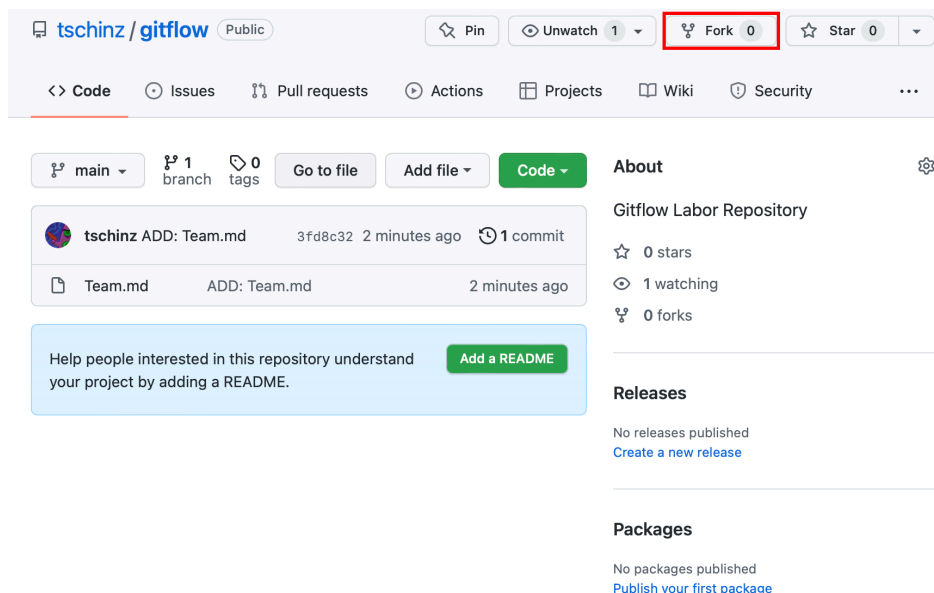 tschinz / gitflow Public Pin Unwatch 1 Fork 0 Star 0
Code Issues Pull requests Actions Projects Wiki Security ...
main 1 branch 0 tags Go to file Add file Code
tschinz ADD: Team.md 3fd8c32 2 minutes ago 1 commit
Team.md ADD: Team.md 2 minutes ago
Help people interested in this repository understand
your project by adding a README.
Add a README
About
Gitflow Labor Repository
0 stars
1 watching
0 forks
Releases
No releases published
Create a new release
Packages
No packages published
Publish your first package